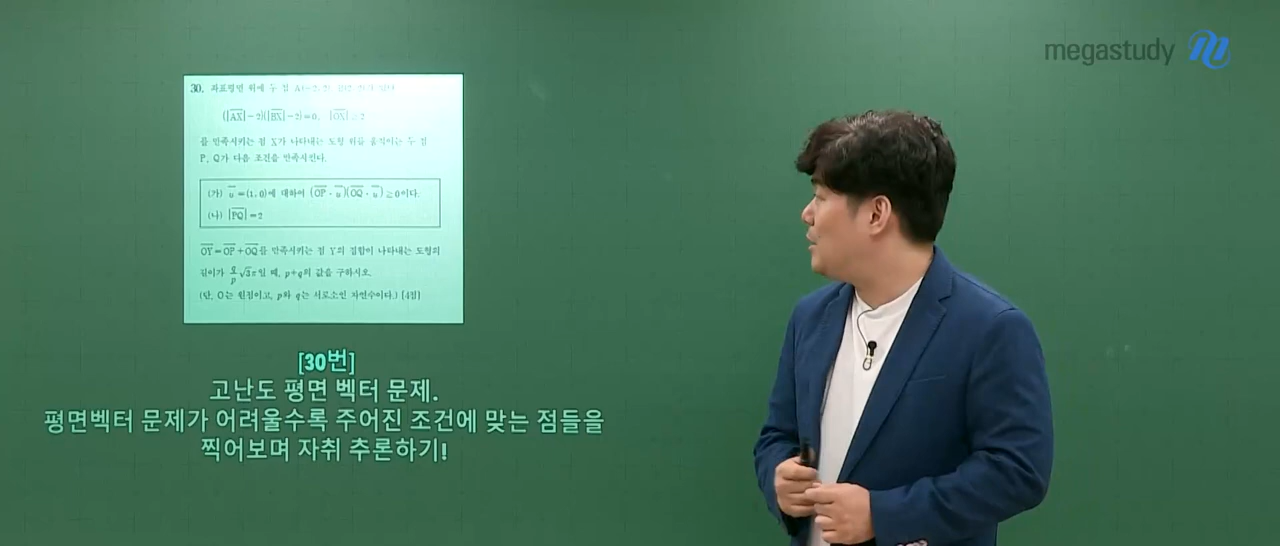 megastudy
30. 좌표평면 위에 두 점
(|AX|-2)(|BX|-2)=0, |OX| ≥ 2
를 만족시키는 점 X가 나타내는 도형 위를 움직이는 두 점
P, Q가 다음 조건을 만족시킨다.
(가) u=(1, 0)에 대하여 (OP · u)(OQ · u) ≥ 0이다.
(나) |PQ|=2
OY=OP+OQ를 만족시키는 점 Y의 집합이 나타내는 도형의
길이가 q/p √3π일 때, p+q의 값을 구하시오.
(단, O는 원점이고, p와 q는 서로소인 자연수이다.) [4점]
[30번]
고난도 평면 벡터 문제.
평면벡터 문제가 어려울수록 주어진 조건에 맞는 점들을
찍어보며 자취 추론하기!